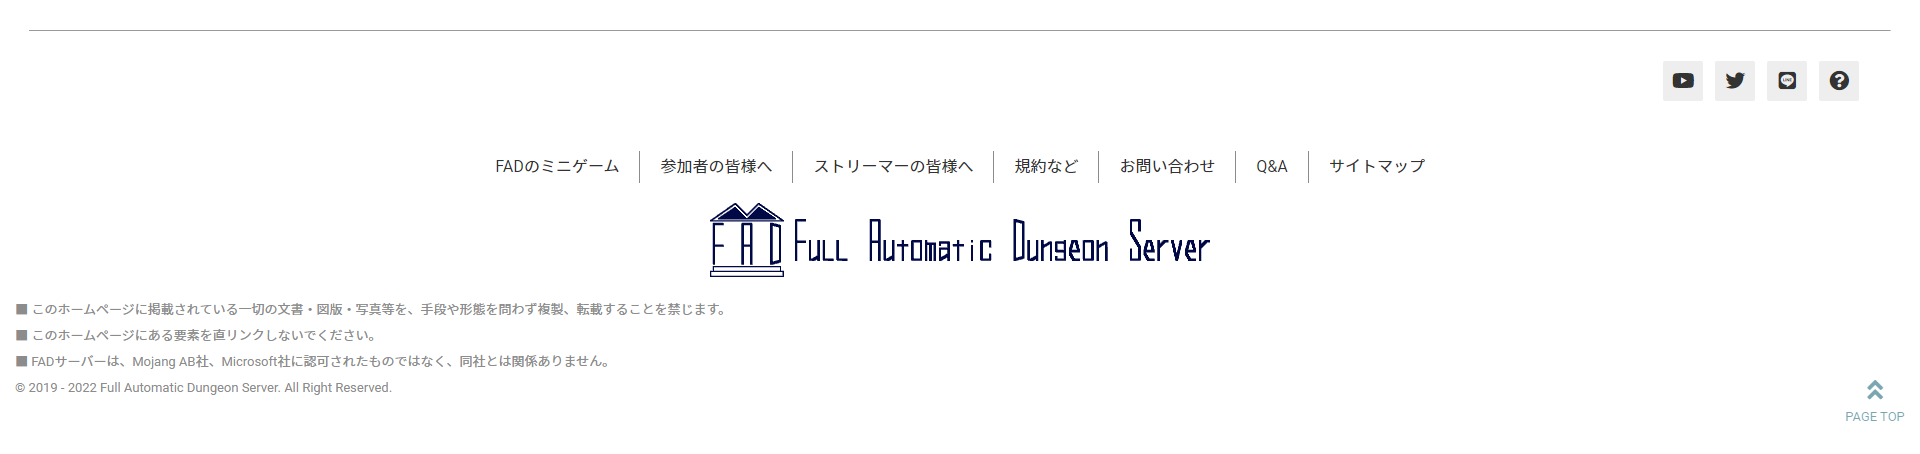 FADのミニゲーム 参加者の皆様へ ストリーマーの皆様へ 規約など お問い合わせ Q&A サイトマップ
FAD Full Automatic Dungeon Server
■ このホームページに掲載されている一切の文書・図版・写真等を、手段や形態を問わず複製、転載することを禁じます。
■ このホームページにある要素を直リンクしないでください。
■ FADサーバーは、Mojang AB社、Microsoft社に認可されたものではなく、同社とは関係ありません。
© 2019 - 2022 Full Automatic Dungeon Server. All Right Reserved.
PAGE TOP